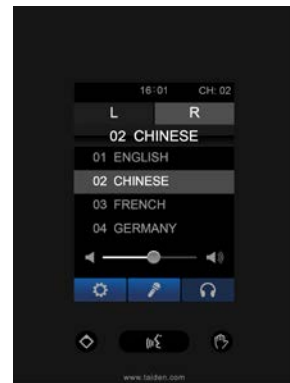 16:01 CH: 02
L R
02 CHINESE
01 ENGLISH
02 CHINESE
03 FRENCH
04 GERMANY
www.taiden.com